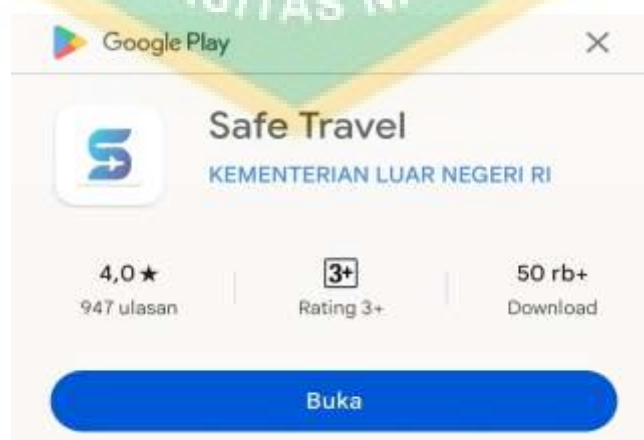 Google Play
Safe Travel
KEMENTERIAN LUAR NEGERI RI
4,0★
3+
50 rb+
947 ulasan
Rating 3+
Download
Buka